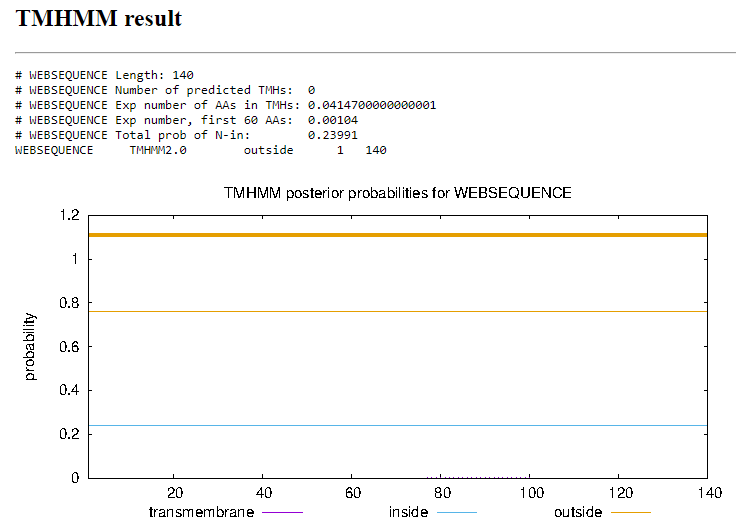 TMHMM result
# WEBSEQUENCE Length: 140
# WEBSEQUENCE Number of predicted TMHs:  0
# WEBSEQUENCE Exp number of AAs in TMHs: 0.0414700000000001
# WEBSEQUENCE Exp number, first 60 AAs:  0.00104
# WEBSEQUENCE Total prob of N-in:        0.23991
WEBSEQUENCE     TMHMM2.0        outside      1   140
TMHMM posterior probabilities for WEBSEQUENCE
1.2
1
0.8
0.6
0.4
0.2
0
probability
20 40 60 80 100 120 140
transmembrane inside outside